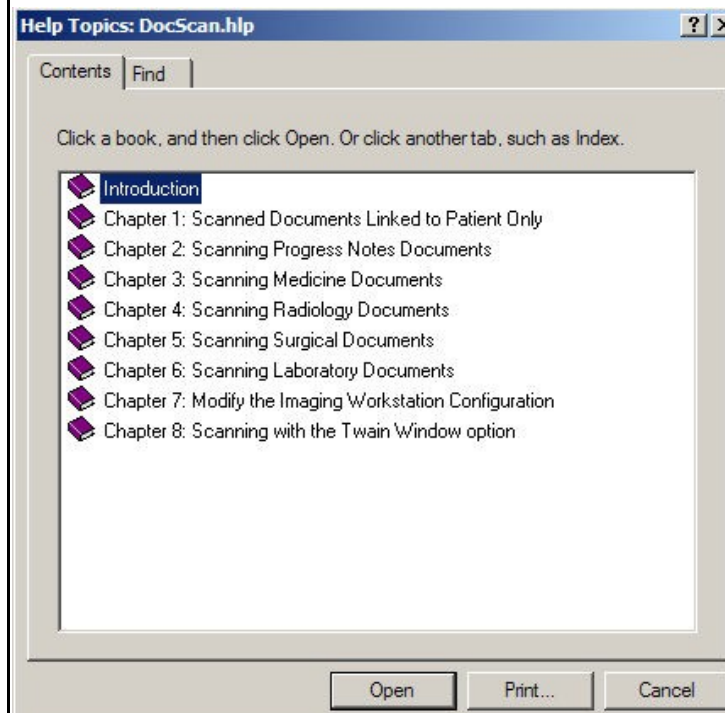 Help Topics: DocScan.hlp
Contents
Find
Click a book, and then click Open. Or click another tab, such as Index.
Introduction
Chapter 1: Scanned Documents Linked to Patient Only
Chapter 2: Scanning Progress Notes Documents
Chapter 3: Scanning Medicine Documents
Chapter 4: Scanning Radiology Documents
Chapter 5: Scanning Surgical Documents
Chapter 6: Scanning Laboratory Documents
Chapter 7: Modify the Imaging Workstation Configuration
Chapter 8: Scanning with the Twain Window option
Open
Print...
Cancel